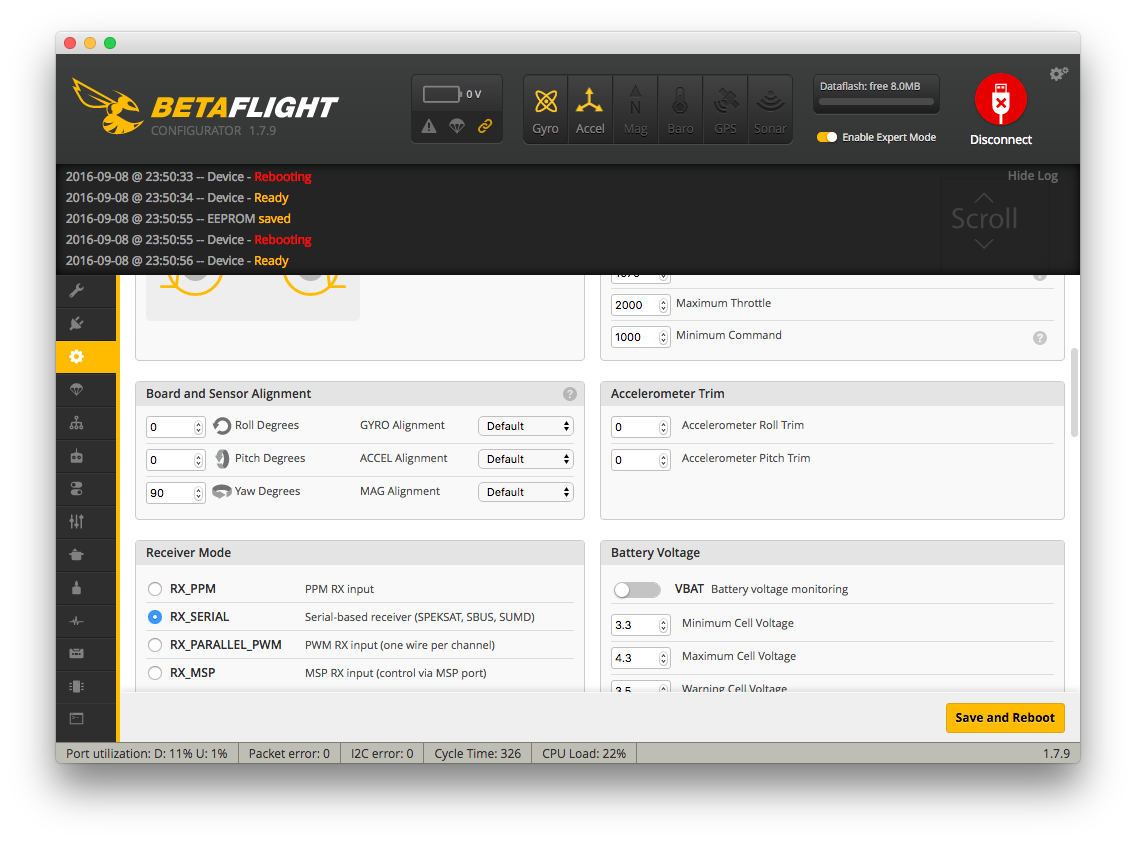 BETAFLIGHT
CONFIGURATOR 1.7.9
0 V
Gyro Accel Mag Baro GPS Sonar
Dataflash: free 8.0MB
Enable Expert Mode
Disconnect
2016-09-08 @ 23:50:33 -- Device - Rebooting
2016-09-08 @ 23:50:34 -- Device - Ready
2016-09-08 @ 23:50:55 -- EEPROM saved
2016-09-08 @ 23:50:55 -- Device - Rebooting
2016-09-08 @ 23:50:56 -- Device - Ready
Hide Log
Scroll
2000 Maximum Throttle
1000 Minimum Command
?
Board and Sensor Alignment ?
0 Roll Degrees GYRO Alignment Default
0 Pitch Degrees ACCEL Alignment Default
90 Yaw Degrees MAG Alignment Default
Accelerometer Trim
0 Accelerometer Roll Trim
0 Accelerometer Pitch Trim
Receiver Mode
RX_PPM PPM RX input
RX_SERIAL Serial-based receiver (SPEKSAT, SBUS, SUMD)
RX_PARALLEL_PWM PWM RX input (one wire per channel)
RX_MSP MSP RX input (control via MSP port)
Battery Voltage
VBAT Battery voltage monitoring
3.3 Minimum Cell Voltage
4.3 Maximum Cell Voltage
3.5 Warning Cell Voltage
Save and Reboot
Port utilization: D: 11% U: 1% Packet error: 0 I2C error: 0 Cycle Time: 326 CPU Load: 22% 1.7.9